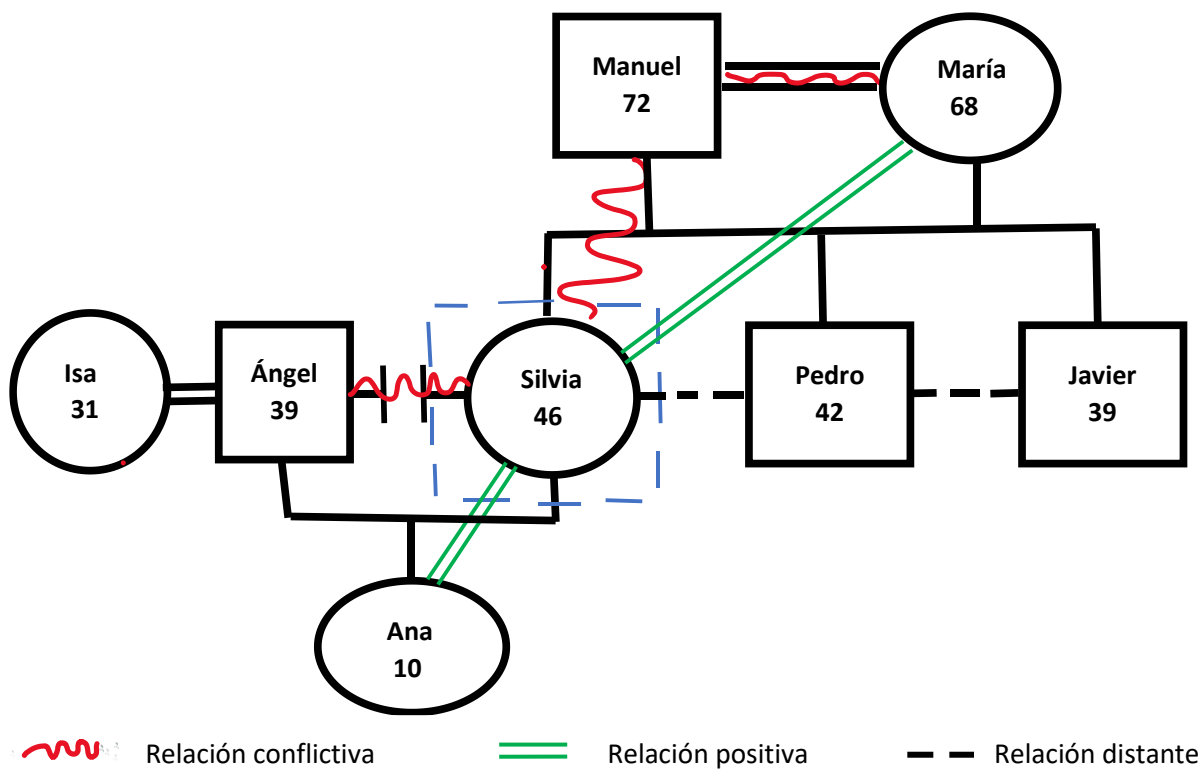 Manuel
72
María
68
Isa
31
Ángel
39
Silvia
46
Pedro
42
Javier
39
Ana
10
Relación conflictiva
Relación positiva
Relación distante